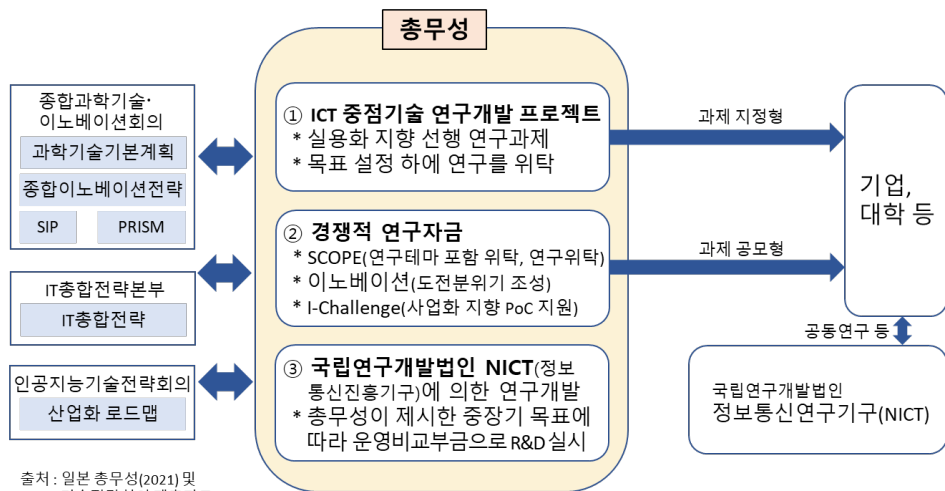 총무성
종합과학기술·
이노베이션회의
과학기술기본계획
종합이노베이션전략
SIP
PRISM
IT총합전략본부
IT총합전략
인공지능기술전략회의
산업화 로드맵
① ICT 중점기술 연구개발 프로젝트
* 실용화 지향 선행 연구과제
* 목표 설정 하에 연구를 위탁
② 경쟁적 연구자금
* SCOPE(연구테마 포함 위탁, 연구위탁)
* 이노베이션(도전분위기 조성)
* I-Challenge(사업화 지향 PoC 지원)
③ 국립연구개발법인 NICT(정보
통신진흥기구)에 의한 연구개발
* 총무성이 제시한 중장기 목표에
따라 운영비교부금으로 R&D 실시
과제 지정형
과제 공모형
기업,
대학 등
공동연구 등
국립연구개발법인
정보통신연구기구(NICT)
출처 : 일본 총무성(2021) 및